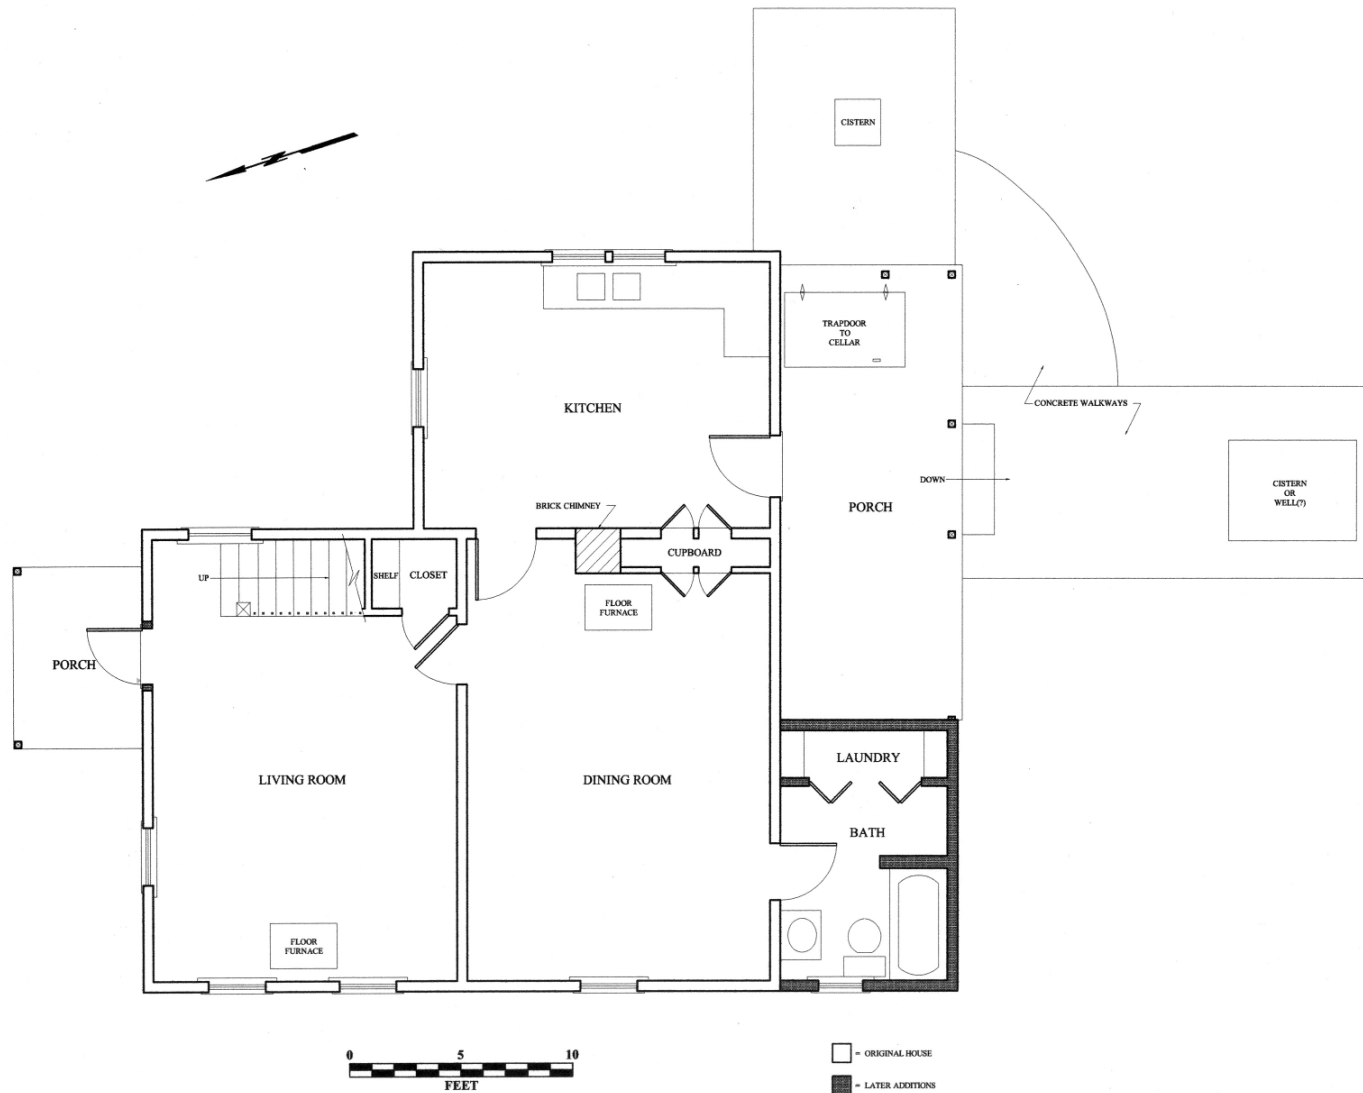 CISTERN
TRAPDOOR
TO
CELLAR
CONCRETE WALKWAYS
KITCHEN
DOWN
CISTERN
OR
WELL(?)
BRICK CHIMNEY
PORCH
CUPBOARD
UP
SHELF
CLOSET
FLOOR
FURNACE
PORCH
LIVING ROOM
DINING ROOM
LAUNDRY
BATH
FLOOR
FURNACE
0 5 10
FEET
= ORIGINAL HOUSE
= LATER ADDITIONS